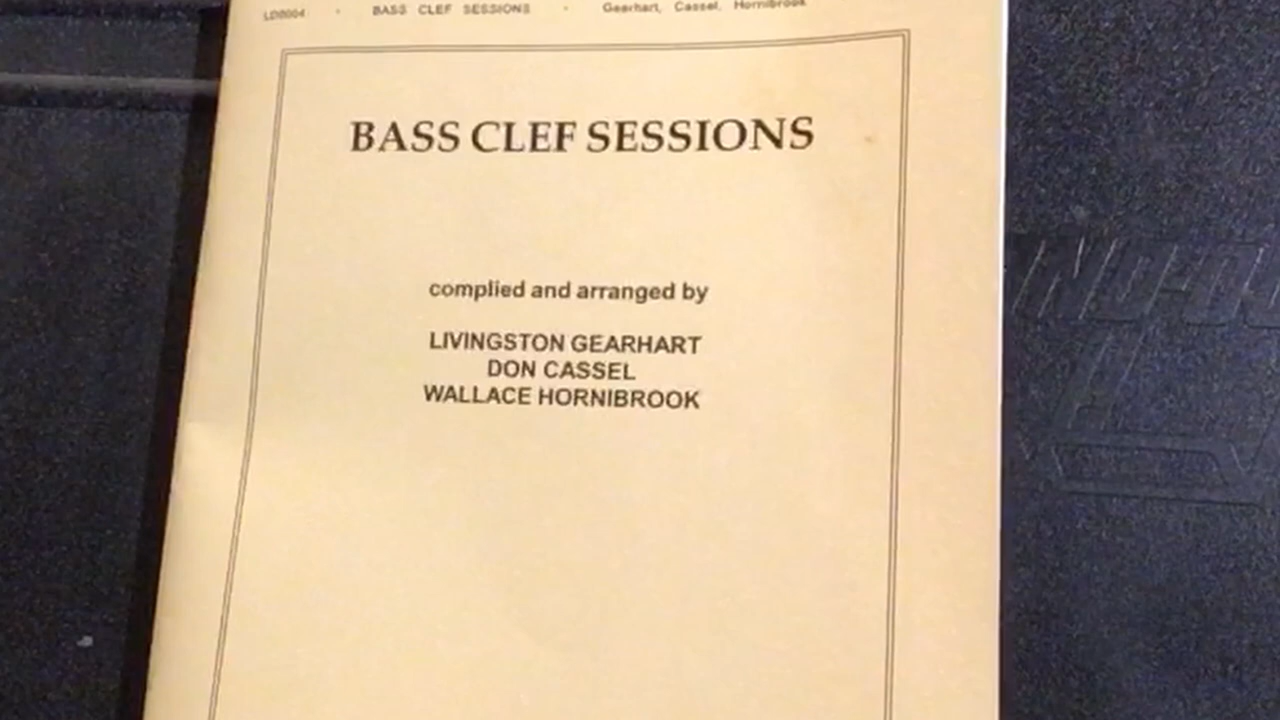 LD0004 • BASS CLEF SESSIONS • Gearhart, Cassel, Hornibrook
BASS CLEF SESSIONS
complied and arranged by
LIVINGSTON GEARHART
DON CASSEL
WALLACE HORNIBROOK